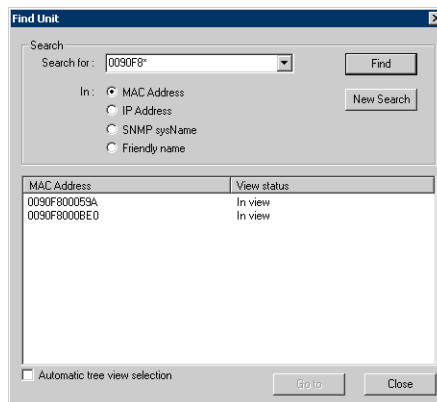 Find Unit
Search
Search for : 0090F8* Find
In : MAC Address
IP Address
SNMP sysName
Friendly name
New Search
MAC Address View status
0090F800059A In view
0090F8000BE0 In view
Automatic tree view selection
Go to Close